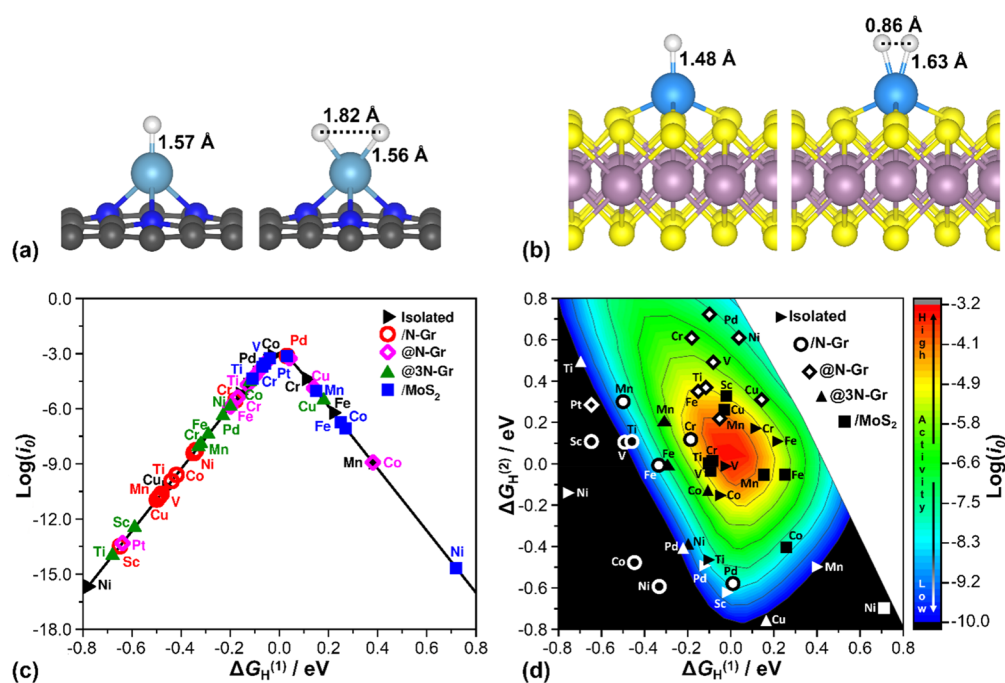 1.57 Å
1.82 Å
1.56 Å
(a)
1.48 Å
0.86 Å
1.63 Å
(b)
Log(i0)
0.0
-3.0
-6.0
-9.0
-12.0
-15.0
-18.0
-0.8 -0.6 -0.4 -0.2 0.0 0.2 0.4 0.6 0.8
ΔGH(1) / eV
Isolated
/N-Gr
@N-Gr
@3N-Gr
/MoS2
V Co Pd
Pd
Ti Pt
Ti Cr
Co
Cr Cr
Ni Fe
Pd
Fe
Cr
Ni
Ti
Cu Co
Mn V
Cu
Sc
Pt
Ti Sc
Ni
Cu
Cr Mn
Cu
Fe
Fe Co
Mn Co
Ni
(c)
ΔGH(2) / eV
0.8
0.6
0.4
0.2
0.0
-0.2
-0.4
-0.6
-0.8
-0.8 -0.6 -0.4 -0.2 0.0 0.2 0.4 0.6 0.8
ΔGH(1) / eV
Isolated
/N-Gr
@N-Gr
@3N-Gr
/MoS2
Pd
Cr Ni
Ti V
Ti Sc
Mn Fe
Pt Cu Cu
Mn Mn
Sc Ti Cr Cr Fe
V Cr
Fe Fe Ti V
V Mn
Ni Co Co
Ni Co
Pd Ti
Co Pd Pd Mn
Ni Sc
Cu Ni
(d)
-3.2
-4.9
-5.8
-6.6
-7.5
-8.3
-9.2
-10.0
High
Activity
Low
Log(i0)